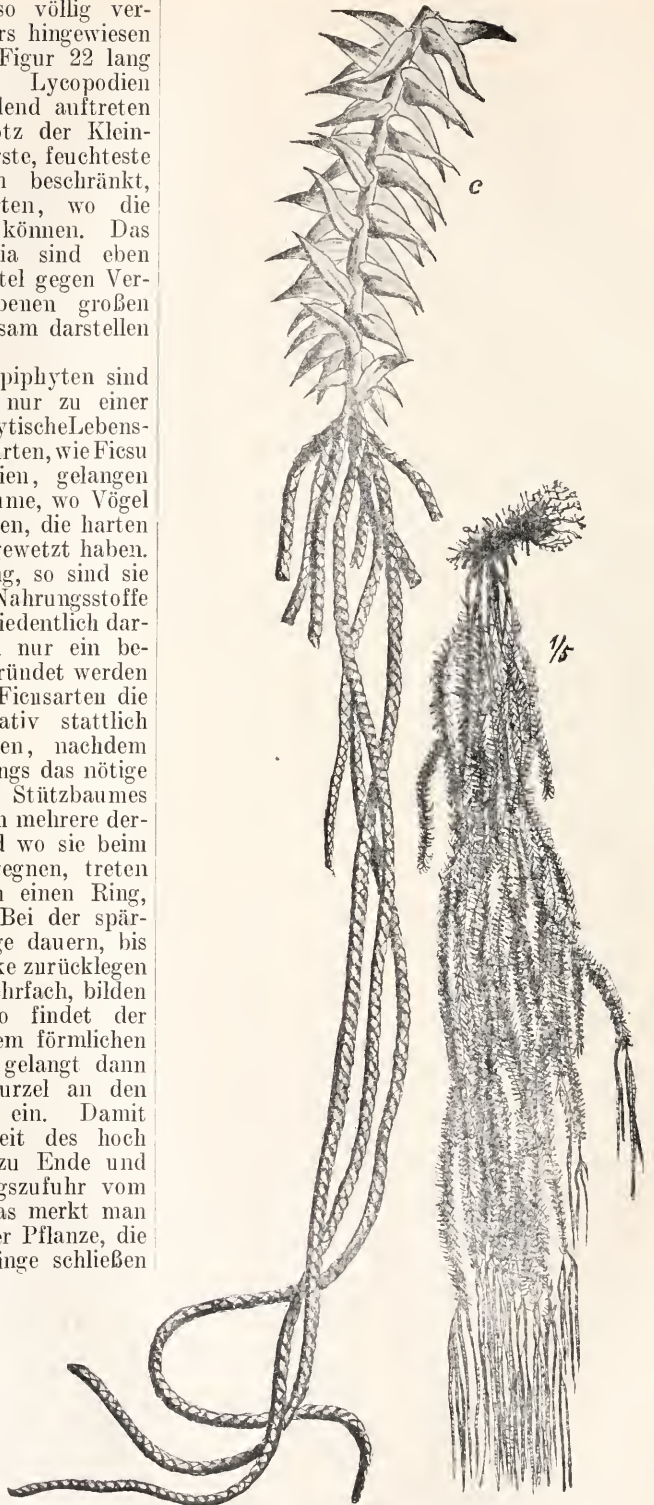 so völlig ver-
rs hingewiesen
Figur 22 lang
Lycopodien
lend auftreten
otz der Klein-
rste, feuchteste
n beschränkt,
ten, wo die
können. Das
ia sind eben
tel gegen Ver-
benen großen
sam darstellen
piphyten sind
nur zu einer
ytischeLebens-
rten, wie Ficsu
ien, gelangen
ume, wo Vögel
en, die harten
ewetzt haben.
ng, so sind sie
Nahrungsstoffe
iedentlich dar-
nur ein be-
ründet werden
Ficusarten die
ativ stattlich
en, nachdem
ngs das nötige
Stützbaumes
n mehrere der-
d wo sie beim
egnen, treten
n einen Ring,
Bei der spär-
ge dauern, bis
ke zurücklegen
hrfach, bilden
o findet der
em förmlichen
gelangt dann
urzel an den
ein. Damit
eit des hoch
zu Ende und
gszufuhr vom
as merkt man
er Pflanze, die
inge schließen
c
1/5